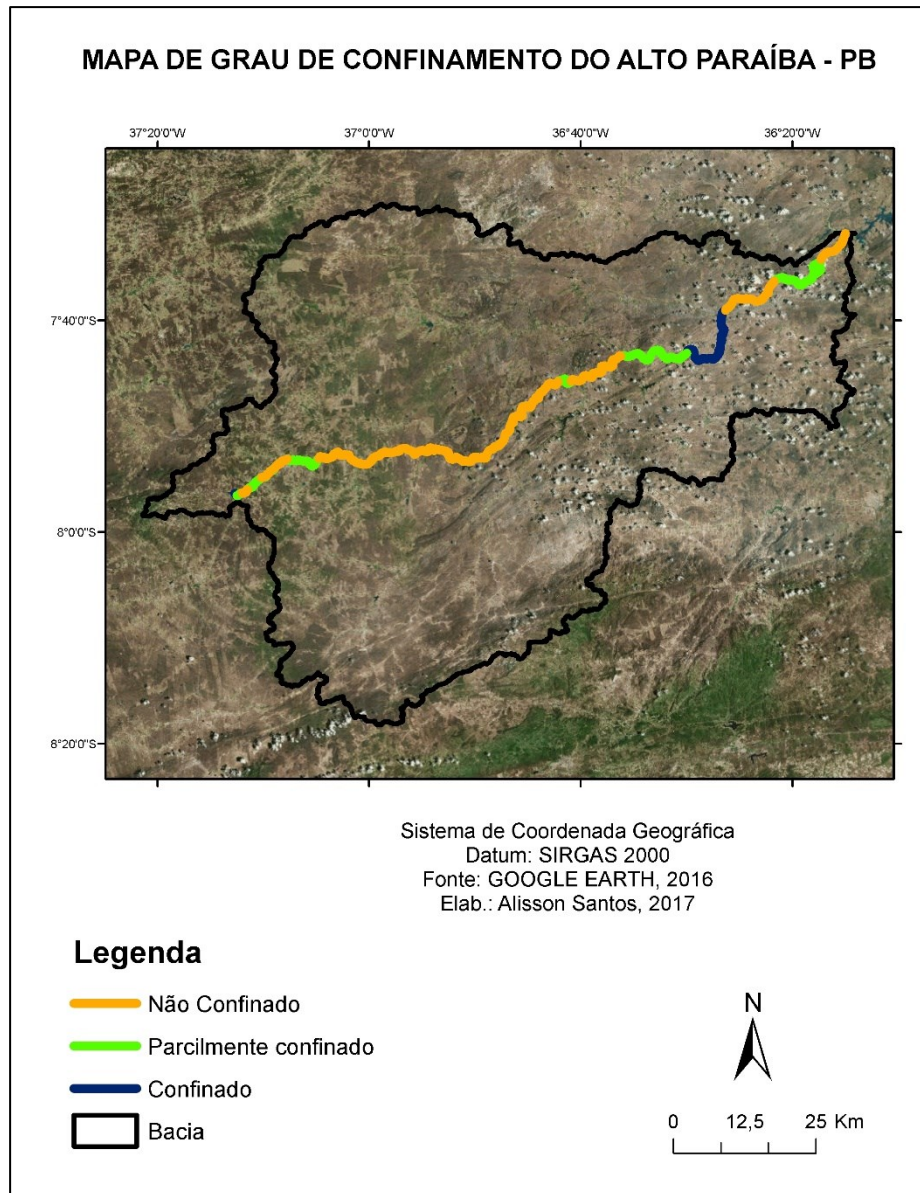 MAPA DE GRAU DE CONFINAMENTO DO ALTO PARAÍBA - PB
37°20'0"W 37°0'0"W 36°40'0"W 36°20'0"W
7°40'0"S
8°0'0"S
8°20'0"S
Sistema de Coordenada Geográfica
Datum: SIRGAS 2000
Fonte: GOOGLE EARTH, 2016
Elab.: Alisson Santos, 2017
Legenda
Não Confinado
Parcilmente confinado
Confinado
Bacia
N
0 12,5 25 Km